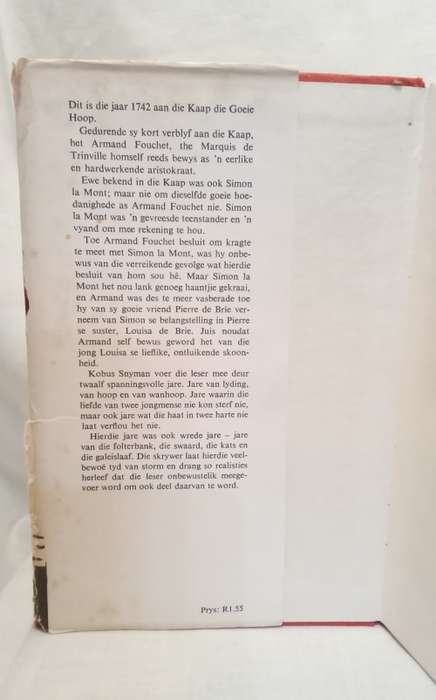 Dit is die jaar 1742 aan die Kaap die Goeie
Hoop.
Gedurende sy kort verblyf aan die Kaap,
het Armand Fouchet, the Marquis de
Trinville homself reeds bewys as 'n eerlike
en hardwerkende aristokraat.
Ewe bekend in die Kaap was ook Simon
la Mont; maar nie om dieselfde goeie hoe-
danighede as Armand Fouchet nie. Simon
la Mont was 'n gevreesde teenstander en 'n
vyand om mee rekening te hou.
Toe Armand Fouchet besluit om kragte
te meet met Simon la Mont, was hy onbe-
wus van die verreikende gevolge wat hierdie
besluit van hom sou hê. Maar Simon la
Mont het nou lank genoeg haantjie gekraai,
en Armand was des te meer vasberade toe
hy van sy goeie vriend Pierre de Brie ver-
neem van Simon se belangstelling in Pierre
se suster, Louisa de Brie. Juis noudat
Armand self bewus geword het van die
jong Louisa se lieflike, ontluikende skoon-
heid.
Kobus Snyman voer die leser mee deur
twaalf spanningsvolle jare. Jare van lyding,
van hoop en van wanhoop. Jare waarin die
liefde van twee jongmense nie kon sterf nie,
maar ook jare wat die haat in twee harte nie
laat verflou het nie.
Hierdie jare was ook wrede jare – jare
van die folterbank, die swaard, die kats en
die galeislaaf. Die skrywer laat hierdie veel-
bewoë tyd van storm en drang so realisties
herleef dat die leser onbewustelik meege-
voer word om ook deel daarvan te word.
Prys: R1.55